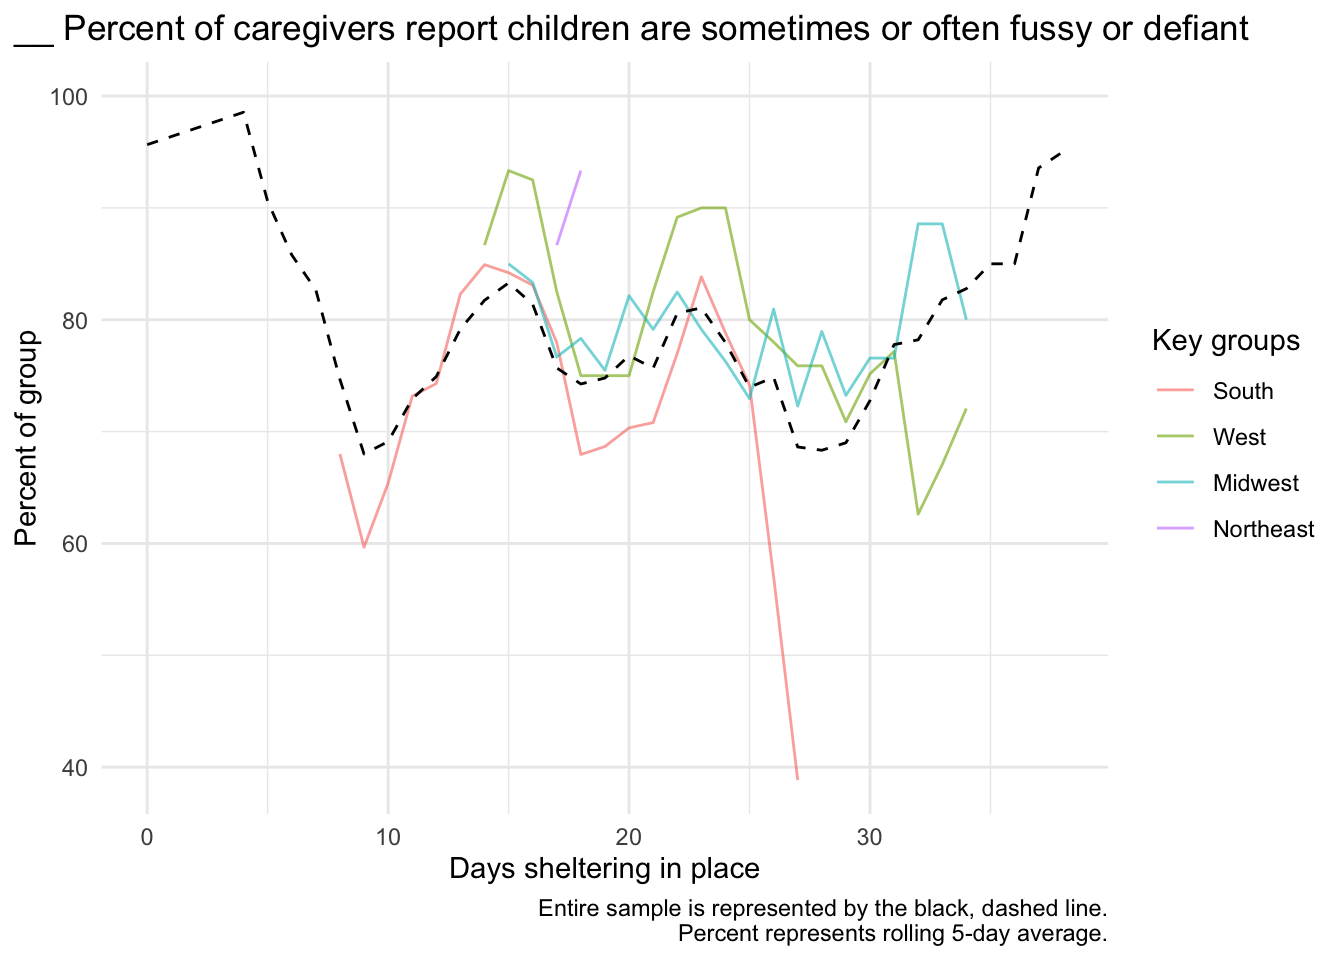 __ Percent of caregivers report children are sometimes or often fussy or defiant
Percent of group
100
80
60
40
0 10 20 30
Days sheltering in place
Key groups
South
West
Midwest
Northeast
Entire sample is represented by the black, dashed line.
Percent represents rolling 5-day average.